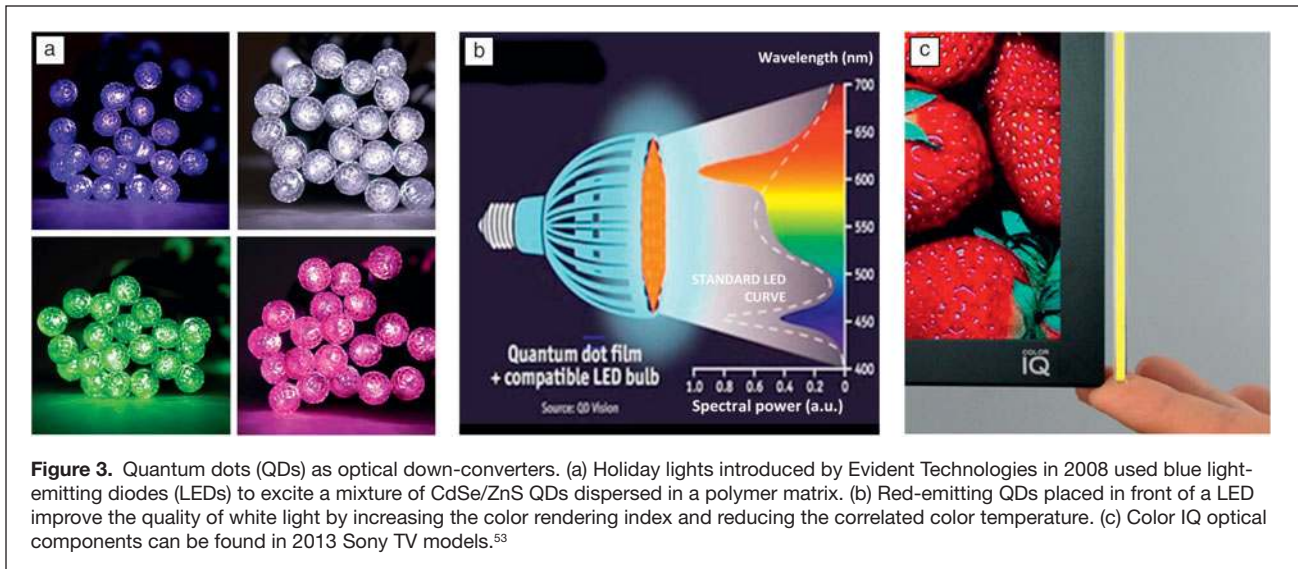 a
b
c
Wavelength (nm)
700
650
600
550
500
450
400
STANDARD LED
CURVE
Quantum dot film
+ compatible LED bulb
Source: QD Vision
1.0 0.8 0.6 0.4 0.2 0
Spectral power (a.u.)
COLOR
IQ
Figure 3. Quantum dots (QDs) as optical down-converters. (a) Holiday lights introduced by Evident Technologies in 2008 used blue light-
emitting diodes (LEDs) to excite a mixture of CdSe/ZnS QDs dispersed in a polymer matrix. (b) Red-emitting QDs placed in front of a LED
improve the quality of white light by increasing the color rendering index and reducing the correlated color temperature. (c) Color IQ optical
components can be found in 2013 Sony TV models.53